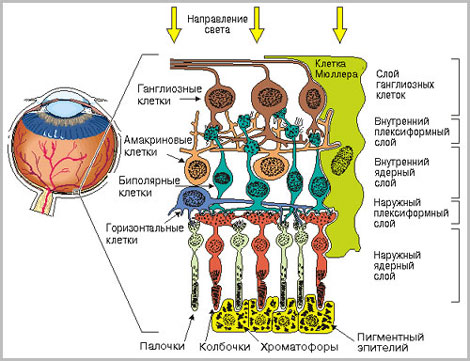 Направление
света
Клетка
Мюллера
Слой
ганглиозных
клеток
Ганглиозные
клетки
Внутренний
плексиформный
слой
Амакриновые
клетки
Внутренний
ядерный
слой
Биполярные
клетки
Наружный
плексиформный
слой
Горизонтальные
клетки
Наружный
ядерный
слой
Палочки
Колбочки
Хроматофоры
Пигментный
эпителий